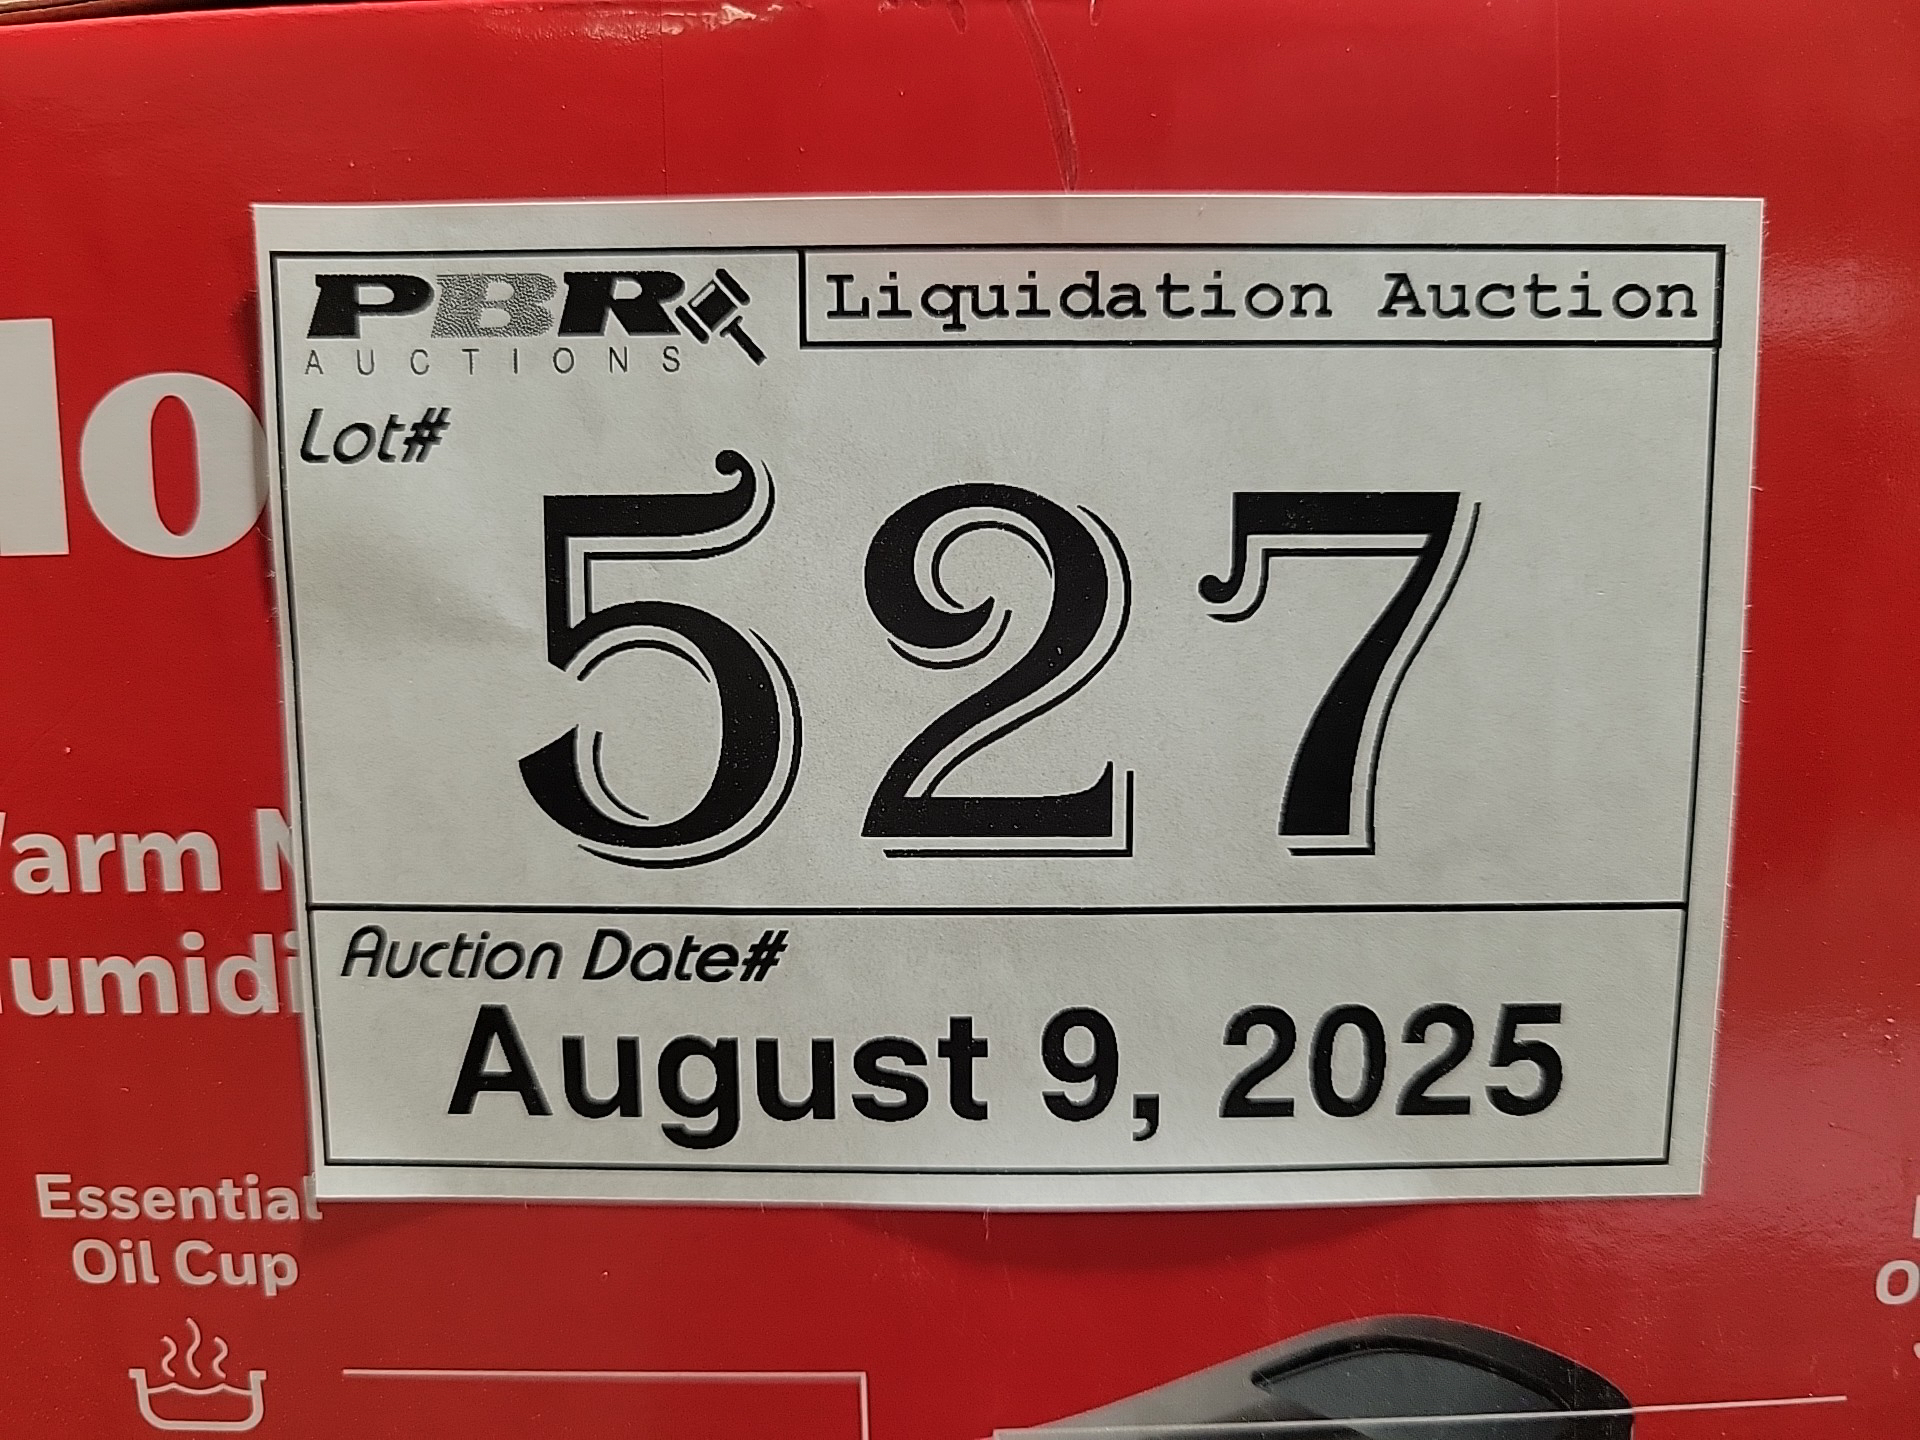 PBR
AUCTIONS
Liquidation Auction
Lot#
527
Auction Date#
August 9, 2025
Essential
Oil Cup